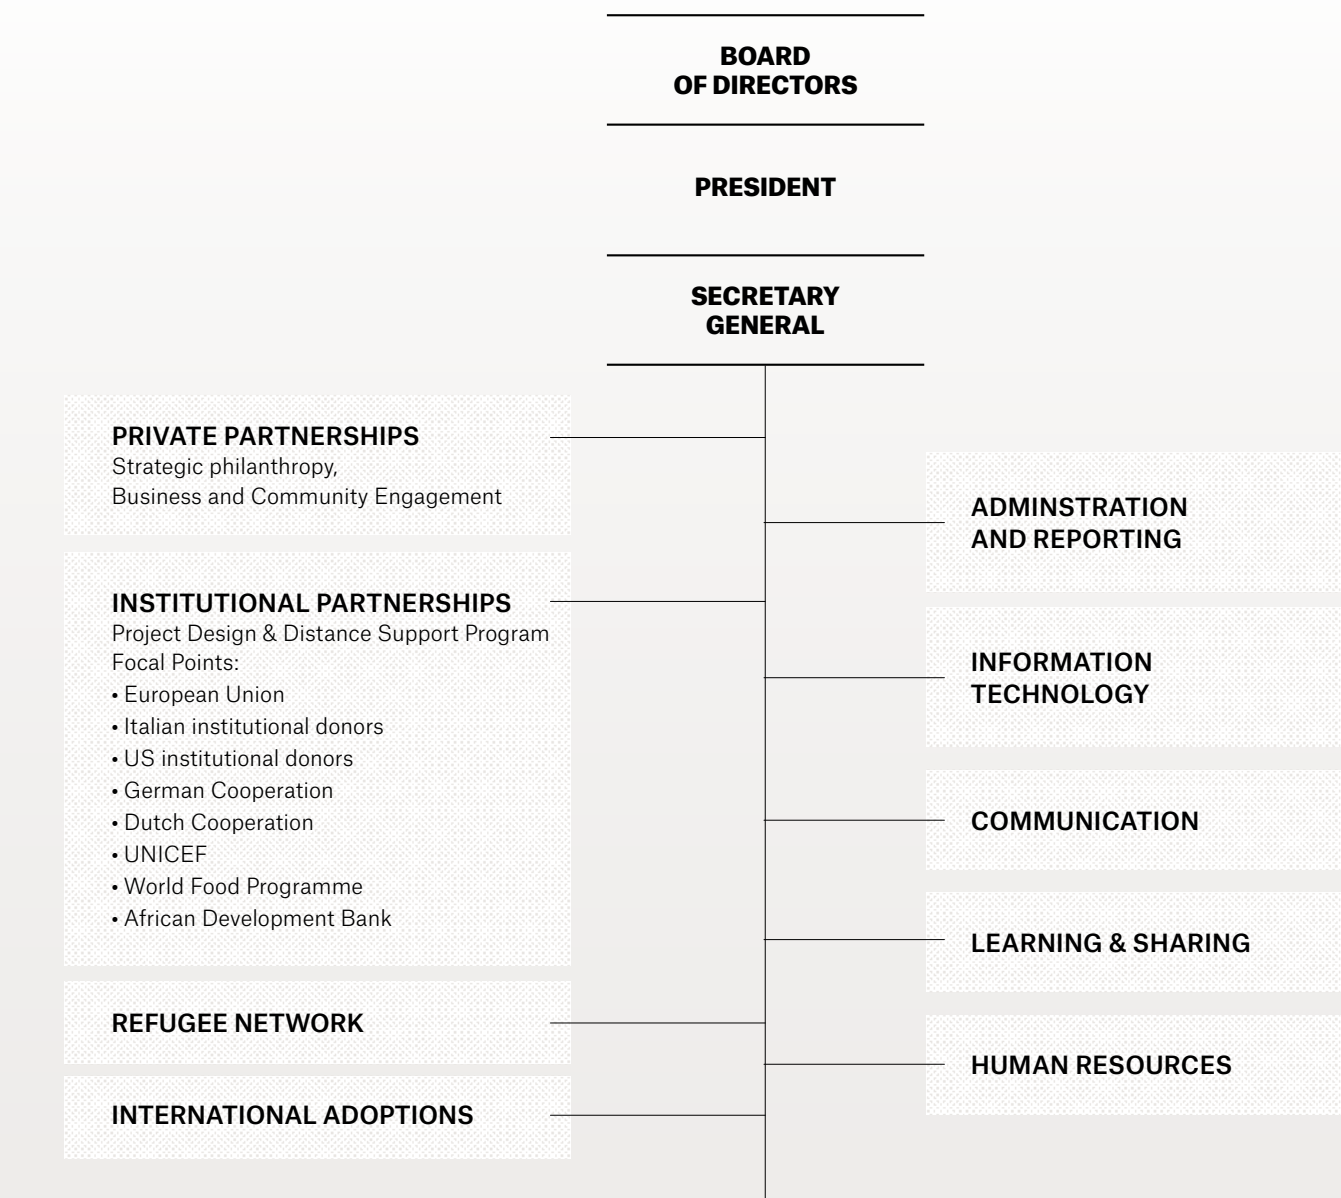 BOARD
OF DIRECTORS
PRESIDENT
SECRETARY
GENERAL
PRIVATE PARTNERSHIPS
Strategic philanthropy,
Business and Community Engagement
INSTITUTIONAL PARTNERSHIPS
Project Design & Distance Support Program
Focal Points:
• European Union
• Italian institutional donors
• US institutional donors
• German Cooperation
• Dutch Cooperation
• UNICEF
• World Food Programme
• African Development Bank
REFUGEE NETWORK
INTERNATIONAL ADOPTIONS
ADMINSTRATION
AND REPORTING
INFORMATION
TECHNOLOGY
COMMUNICATION
LEARNING & SHARING
HUMAN RESOURCES